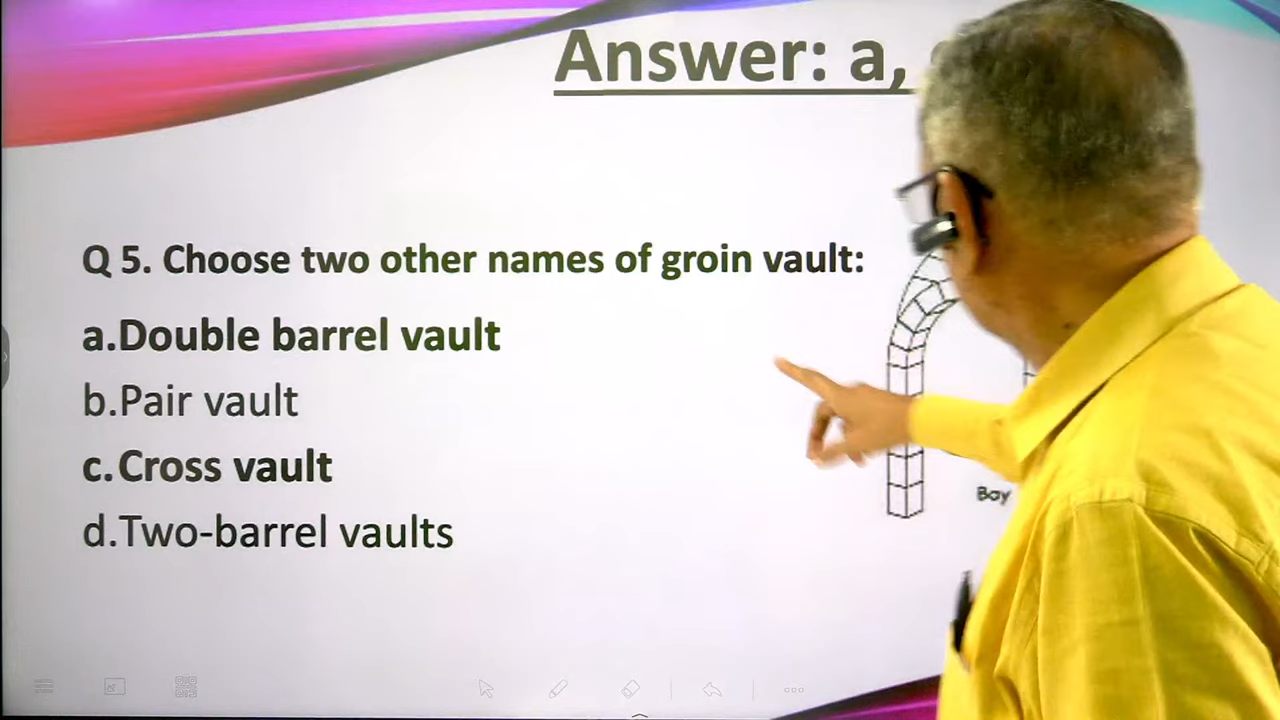 Answer: a,
Q 5. Choose two other names of groin vault:
a.Double barrel vault
b.Pair vault
c.Cross vault
d.Two-barrel vaults
Bay